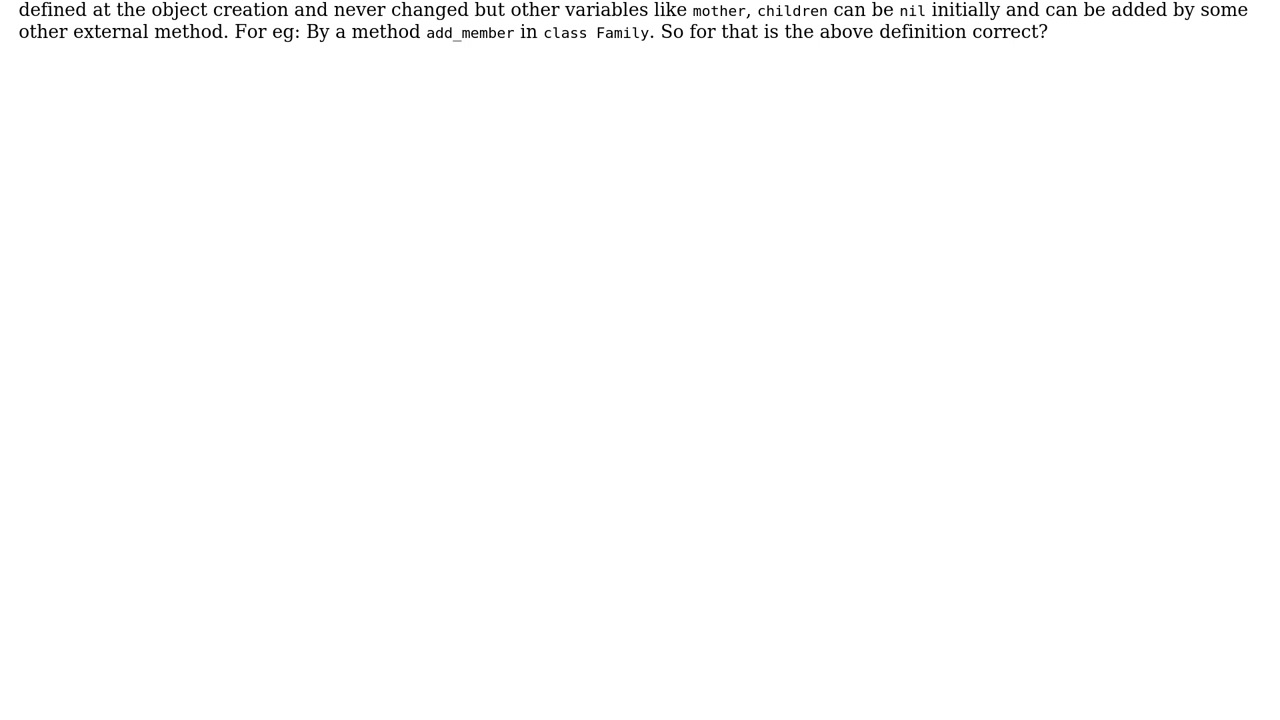 defined at the object creation and never changed but other variables like mother, children can be nil initially and can be added by some
other external method. For eg: By a method add_member in class Family. So for that is the above definition correct?